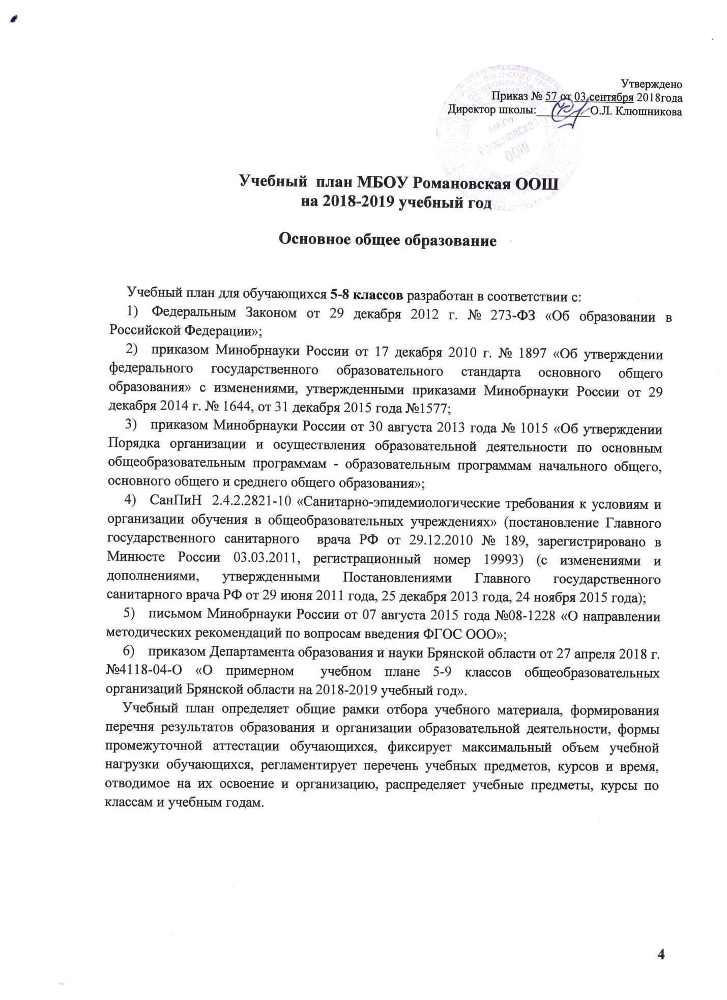 Утверждено
Приказ № 57 от 03 сентября 2018года
Директор школы:_________О.Л. Клюшникова
МБОУ
Романовская
ООШ
Учебный план МБОУ Романовская ООШ
на 2018-2019 учебный год
Основное общее образование
Учебный план для обучающихся 5-8 классов разработан в соответствии с:
1) Федеральным Законом от 29 декабря 2012 г. № 273-ФЗ «Об образовании в
Российской Федерации»;
2) приказом Минобрнауки России от 17 декабря 2010 г. № 1897 «Об утверждении
федерального государственного образовательного стандарта основного общего
образования» с изменениями, утвержденными приказами Минобрнауки России от 29
декабря 2014 г. № 1644, от 31 декабря 2015 года №1577;
3) приказом Минобрнауки России от 30 августа 2013 года № 1015 «Об утверждении
Порядка организации и осуществления образовательной деятельности по основным
общеобразовательным программам - образовательным программам начального общего,
основного общего и среднего общего образования»;
4) СанПиН 2.4.2.2821-10 «Санитарно-эпидемиологические требования к условиям и
организации обучения в общеобразовательных учреждениях» (постановление Главного
государственного санитарного врача РФ от 29.12.2010 № 189, зарегистрировано в
Минюсте России 03.03.2011, регистрационный номер 19993) (с изменениями и
дополнениями, утвержденными Постановлениями Главного государственного
санитарного врача РФ от 29 июня 2011 года, 25 декабря 2013 года, 24 ноября 2015 года);
5) письмом Минобрнауки России от 07 августа 2015 года №08-1228 «О направлении
методических рекомендаций по вопросам введения ФГОС ООО»;
6) приказом Департамента образования и науки Брянской области от 27 апреля 2018 г.
№4118-04-О «О примерном учебном плане 5-9 классов общеобразовательных
организаций Брянской области на 2018-2019 учебный год».
Учебный план определяет общие рамки отбора учебного материала, формирования
перечня результатов образования и организации образовательной деятельности, формы
промежуточной аттестации обучающихся, фиксирует максимальный объем учебной
нагрузки обучающихся, регламентирует перечень учебных предметов, курсов и время,
отводимое на их освоение и организацию, распределяет учебные предметы, курсы по
классам и учебным годам.
4